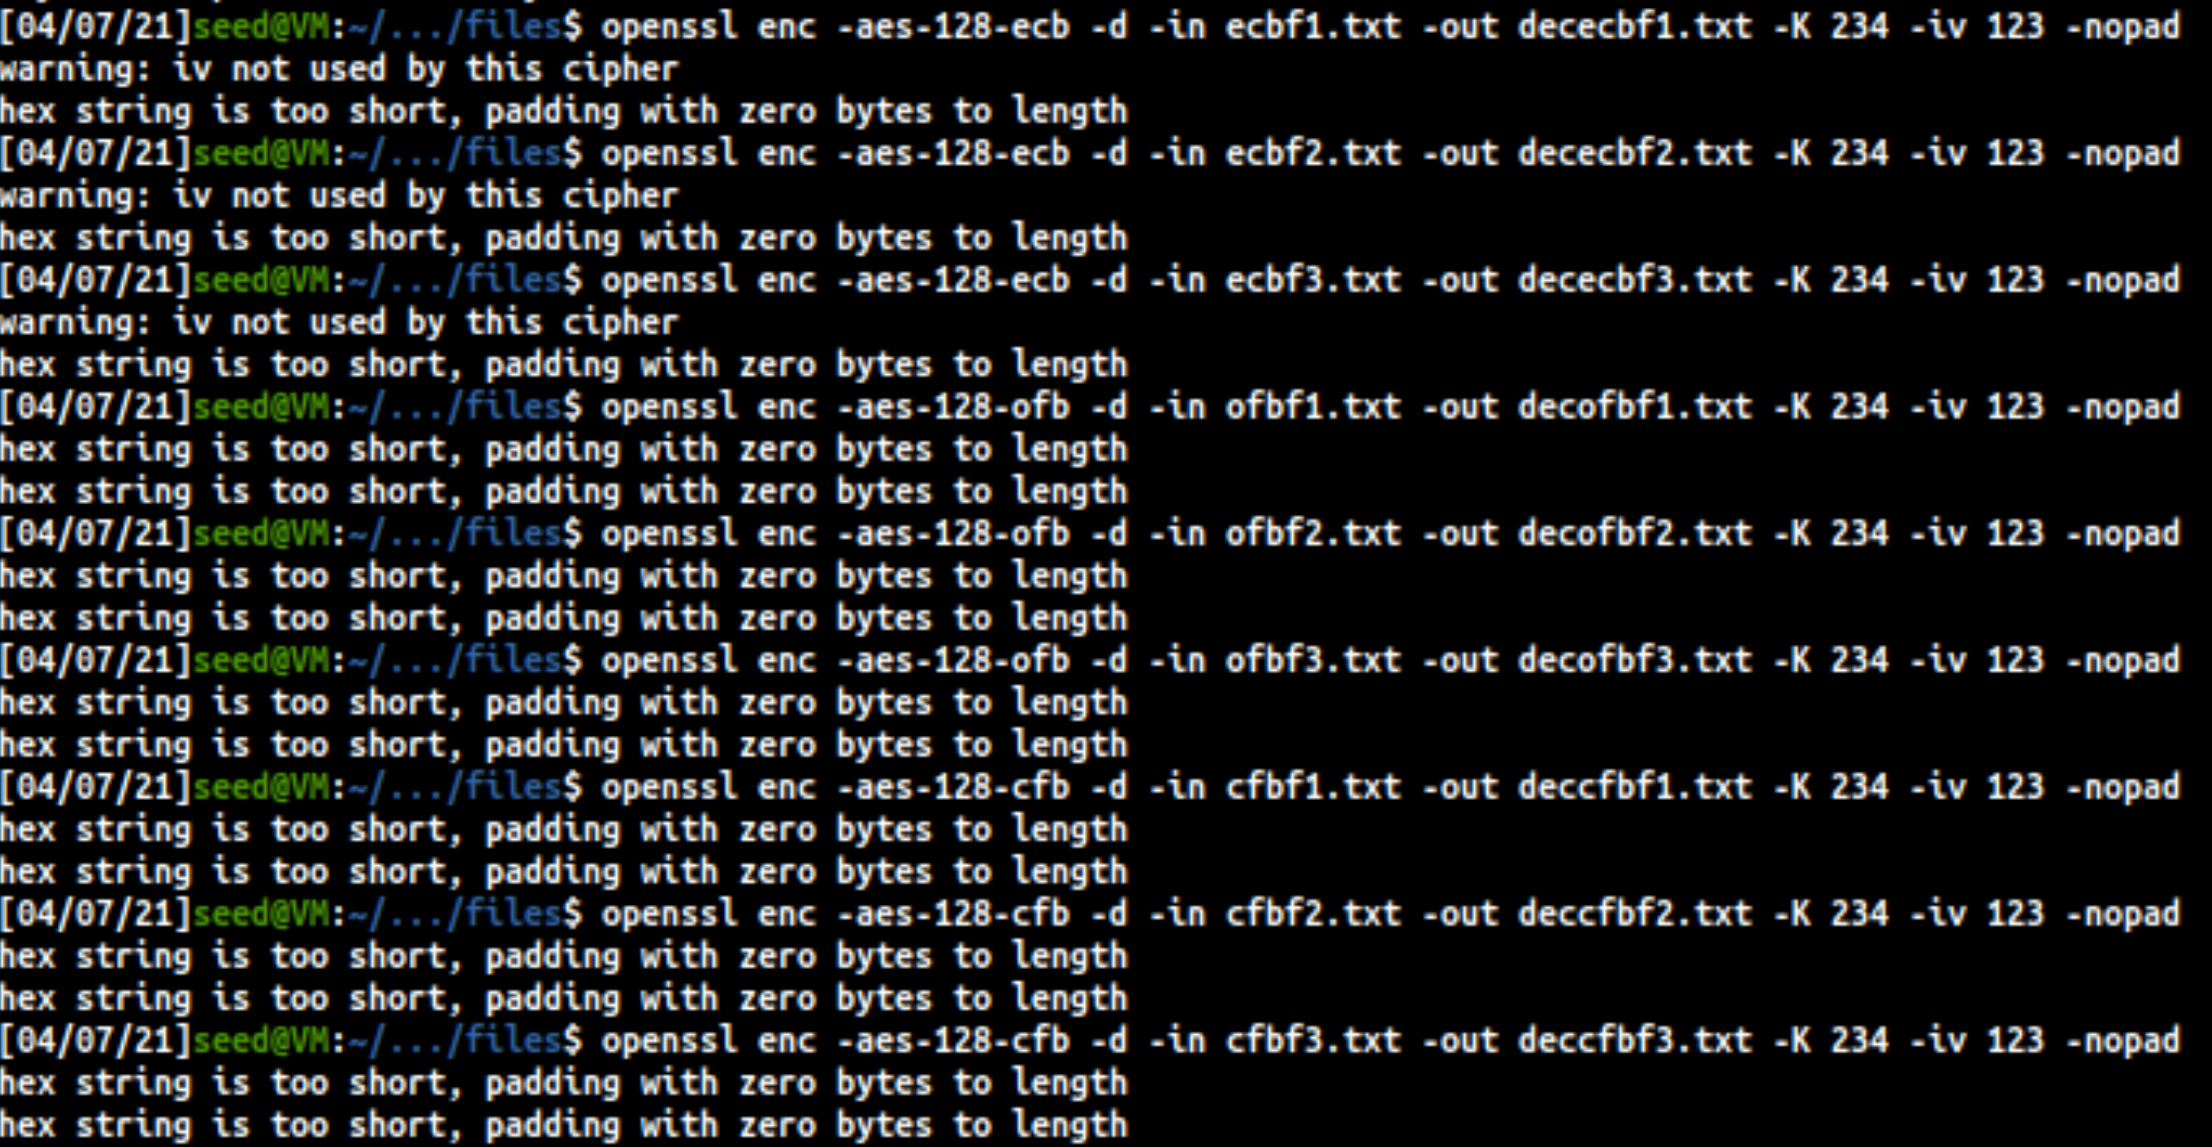 [04/07/21]seed@VM:~/.../files$ openssl enc -aes-128-ecb -d -in ecbf1.txt -out dececbf1.txt -K 234 -iv 123 -nopad
warning: iv not used by this cipher
hex string is too short, padding with zero bytes to length
[04/07/21]seed@VM:~/.../files$ openssl enc -aes-128-ecb -d -in ecbf2.txt -out dececbf2.txt -K 234 -iv 123 -nopad
warning: iv not used by this cipher
hex string is too short, padding with zero bytes to length
[04/07/21]seed@VM:~/.../files$ openssl enc -aes-128-ecb -d -in ecbf3.txt -out dececbf3.txt -K 234 -iv 123 -nopad
warning: iv not used by this cipher
hex string is too short, padding with zero bytes to length
[04/07/21]seed@VM:~/.../files$ openssl enc -aes-128-ofb -d -in ofbf1.txt -out decofbf1.txt -K 234 -iv 123 -nopad
hex string is too short, padding with zero bytes to length
hex string is too short, padding with zero bytes to length
[04/07/21]seed@VM:~/.../files$ openssl enc -aes-128-ofb -d -in ofbf2.txt -out decofbf2.txt -K 234 -iv 123 -nopad
hex string is too short, padding with zero bytes to length
hex string is too short, padding with zero bytes to length
[04/07/21]seed@VM:~/.../files$ openssl enc -aes-128-ofb -d -in ofbf3.txt -out decofbf3.txt -K 234 -iv 123 -nopad
hex string is too short, padding with zero bytes to length
hex string is too short, padding with zero bytes to length
[04/07/21]seed@VM:~/.../files$ openssl enc -aes-128-cfb -d -in cfbf1.txt -out deccfbf1.txt -K 234 -iv 123 -nopad
hex string is too short, padding with zero bytes to length
hex string is too short, padding with zero bytes to length
[04/07/21]seed@VM:~/.../files$ openssl enc -aes-128-cfb -d -in cfbf2.txt -out deccfbf2.txt -K 234 -iv 123 -nopad
hex string is too short, padding with zero bytes to length
hex string is too short, padding with zero bytes to length
[04/07/21]seed@VM:~/.../files$ openssl enc -aes-128-cfb -d -in cfbf3.txt -out deccfbf3.txt -K 234 -iv 123 -nopad
hex string is too short, padding with zero bytes to length
hex string is too short, padding with zero bytes to length